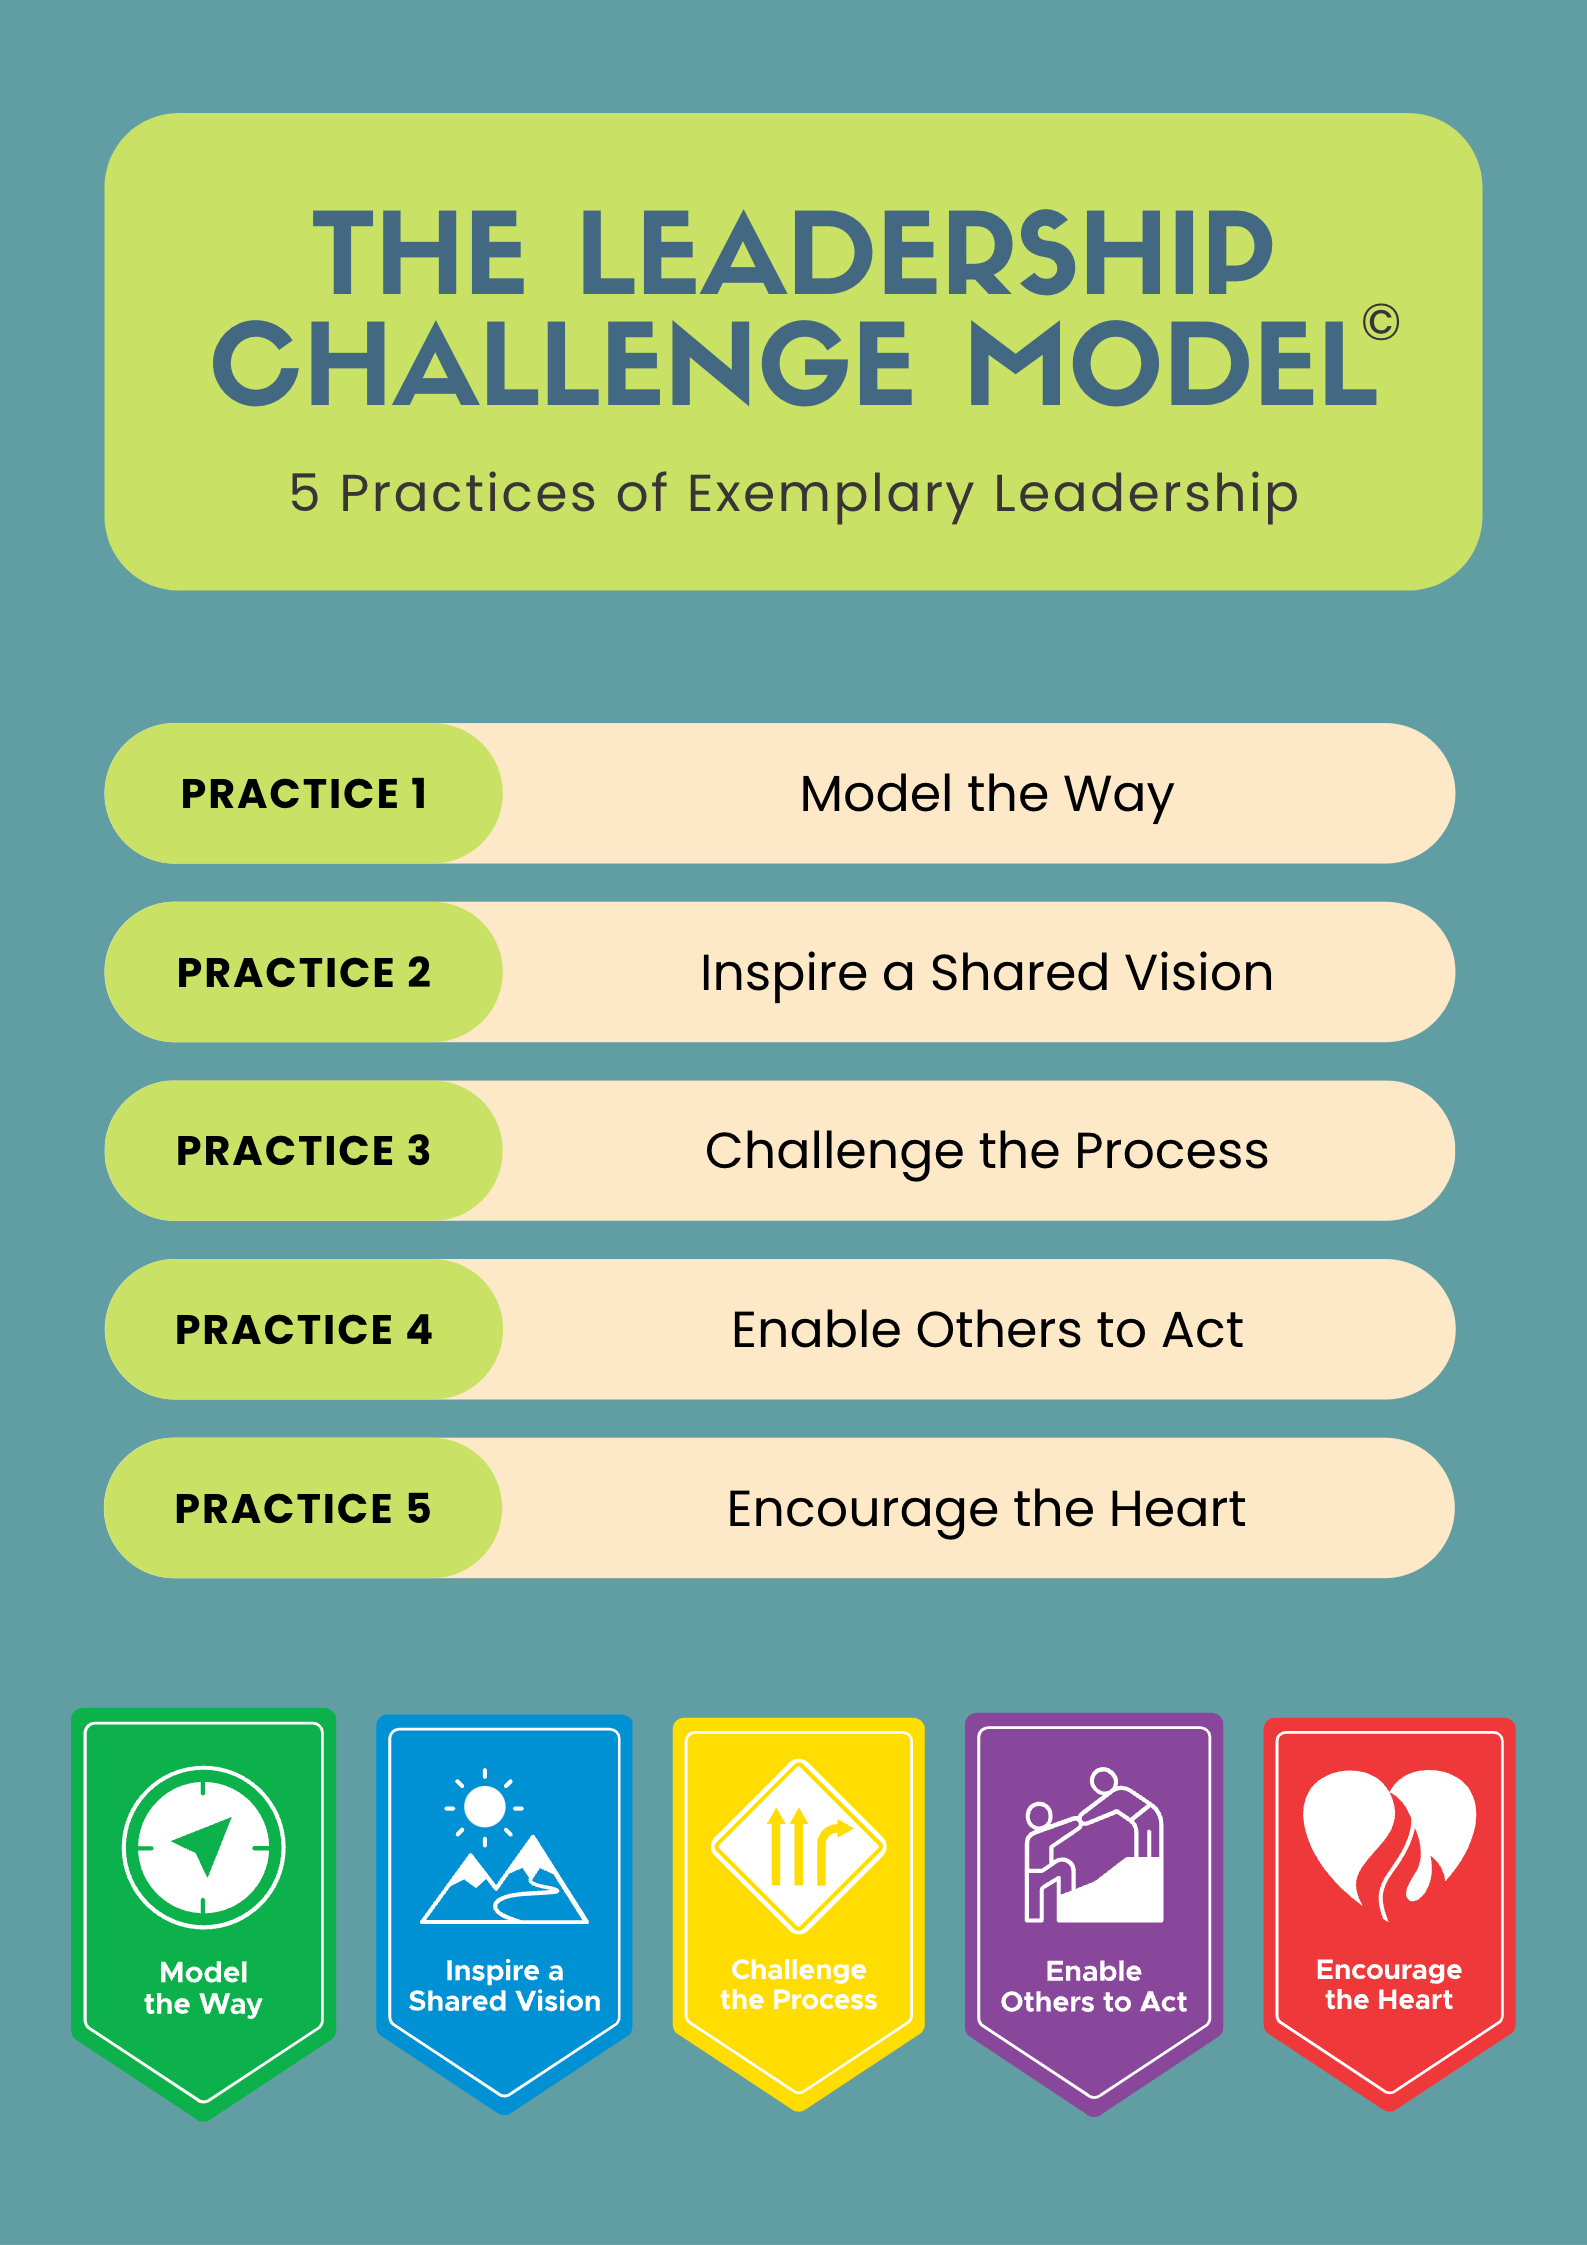 THE LEADERSHIP
CHALLENGE MODEL©
5 Practices of Exemplary Leadership
PRACTICE 1 Model the Way
PRACTICE 2 Inspire a Shared Vision
PRACTICE 3 Challenge the Process
PRACTICE 4 Enable Others to Act
PRACTICE 5 Encourage the Heart
Model
the Way
Inspire a
Shared Vision
Challenge
the Process
Enable
Others to Act
Encourage
the Heart